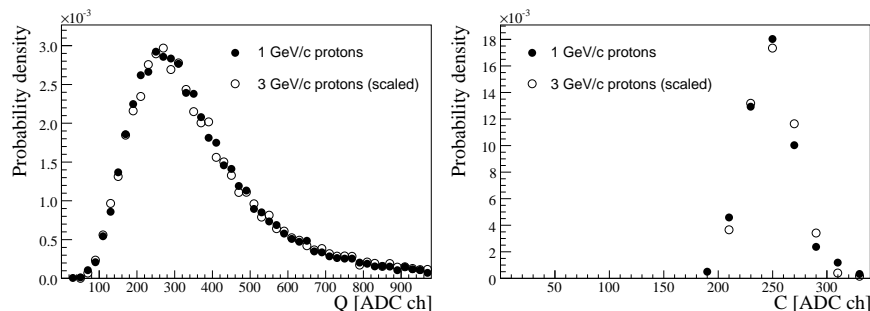 ×10⁻³
Probability density
3.0
2.5
2.0
1.5
1.0
0.5
0.0
1 GeV/c protons
3 GeV/c protons (scaled)
100 200 300 400 500 600 700 800 900
Q [ADC ch]
×10⁻³
Probability density
18
16
14
12
10
8
6
4
2
0
1 GeV/c protons
3 GeV/c protons (scaled)
50 100 150 200 250 300
C [ADC ch]